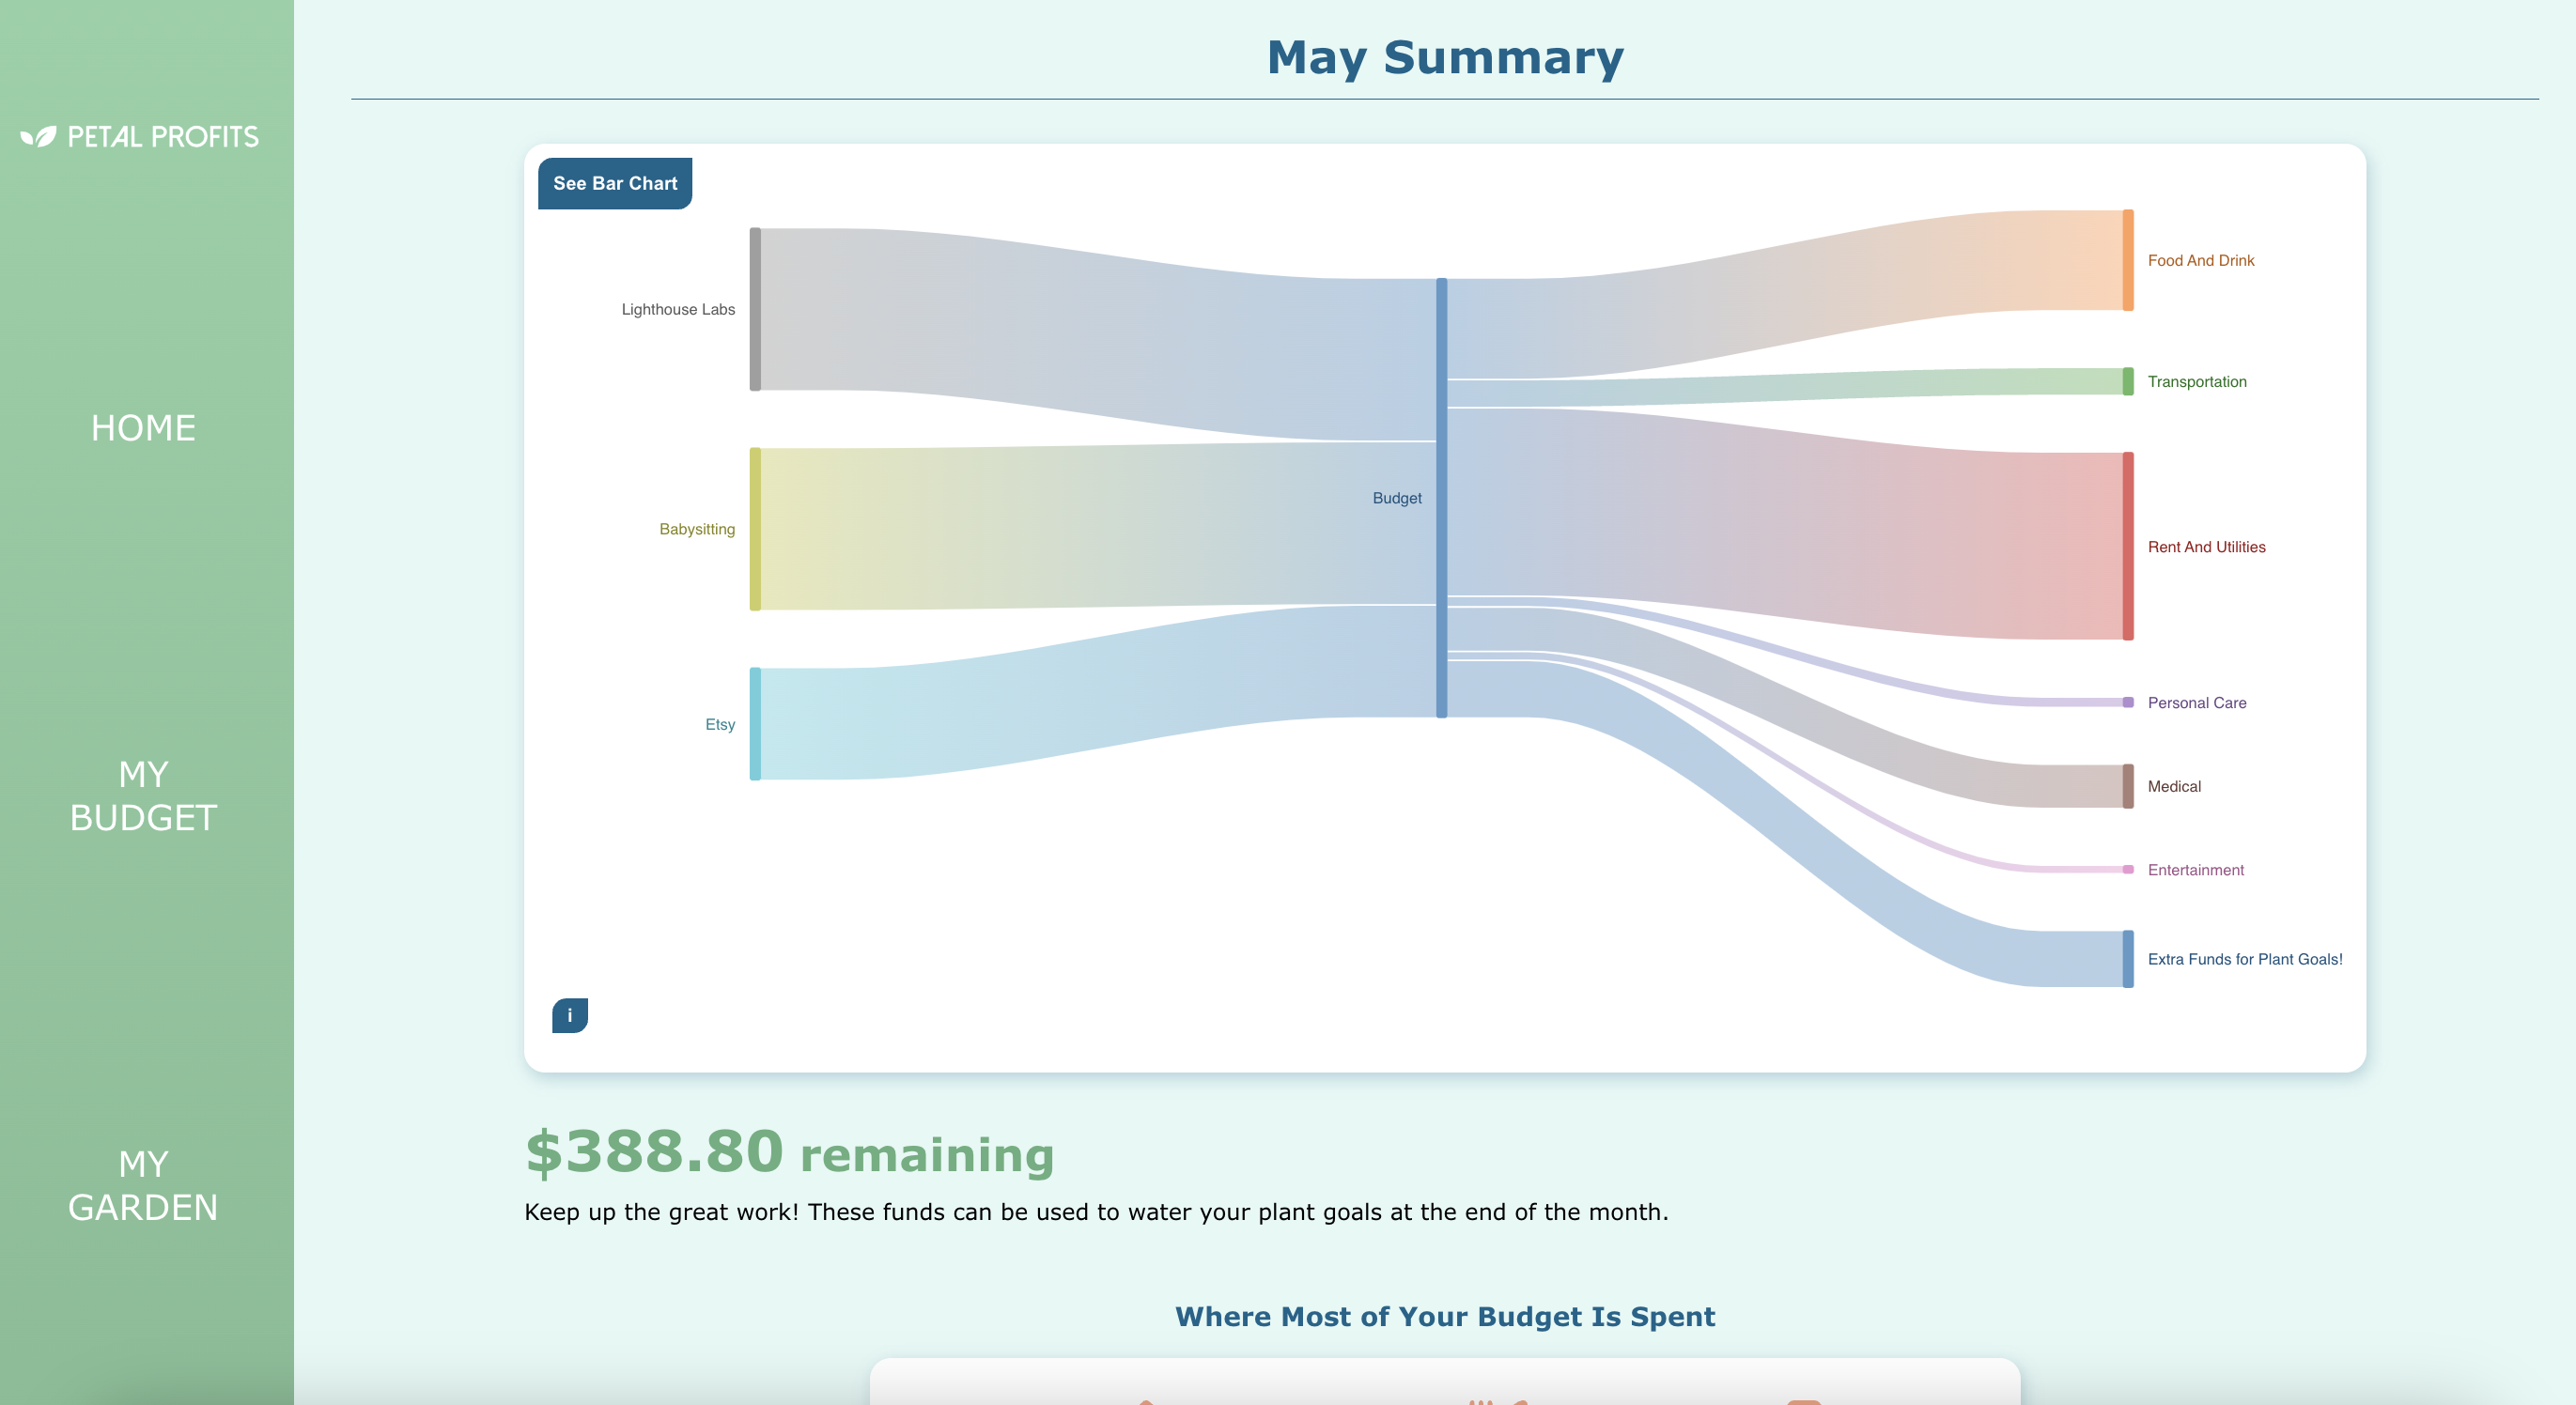 PETAL PROFITS
HOME
MY
BUDGET
MY
GARDEN
May Summary
See Bar Chart
Lighthouse Labs
Babysitting
Etsy
Budget
Food And Drink
Transportation
Rent And Utilities
Personal Care
Medical
Entertainment
Extra Funds for Plant Goals!
i
$388.80 remaining
Keep up the great work! These funds can be used to water your plant goals at the end of the month.
Where Most of Your Budget Is Spent